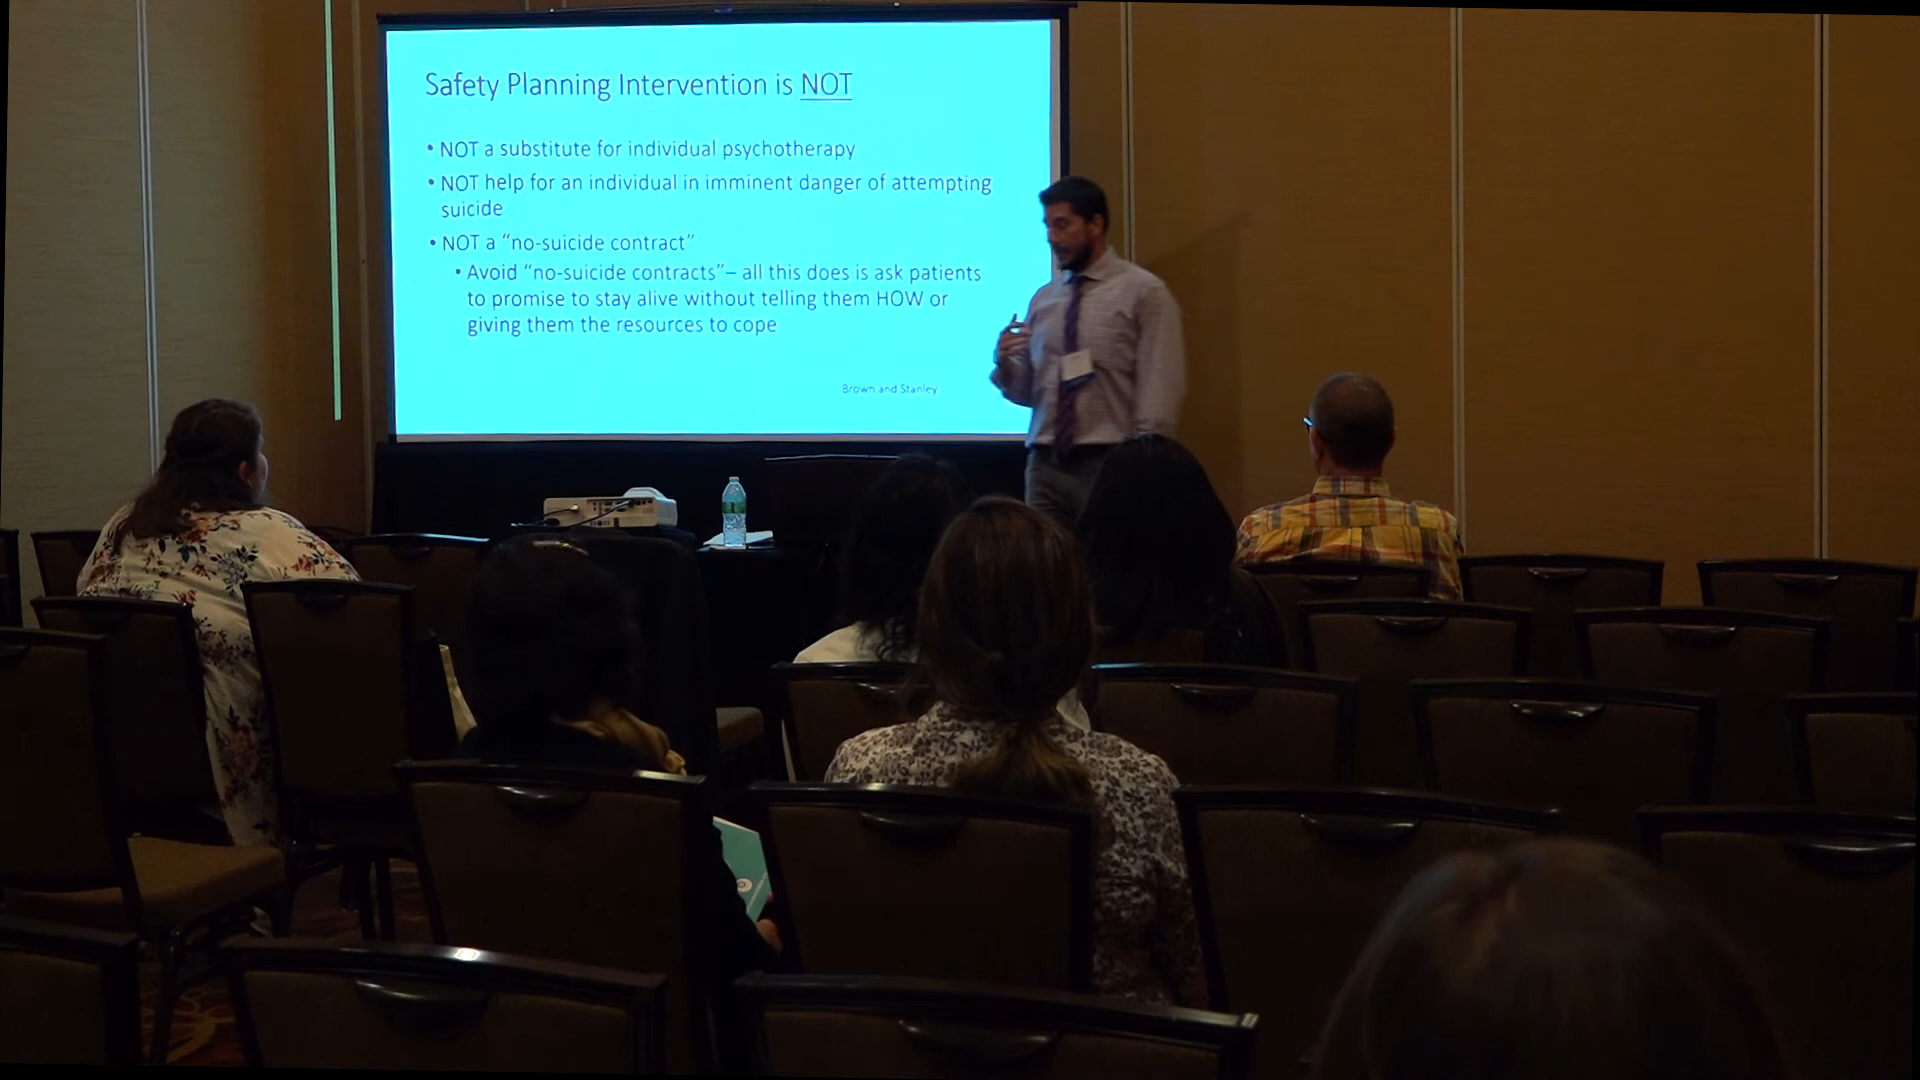 Safety Planning Intervention is NOT
• NOT a substitute for individual psychotherapy
• NOT help for an individual in imminent danger of attempting
suicide
• NOT a “no-suicide contract”
• Avoid “no-suicide contracts”– all this does is ask patients
to promise to stay alive without telling them HOW or
giving them the resources to cope
Brown and Stanley